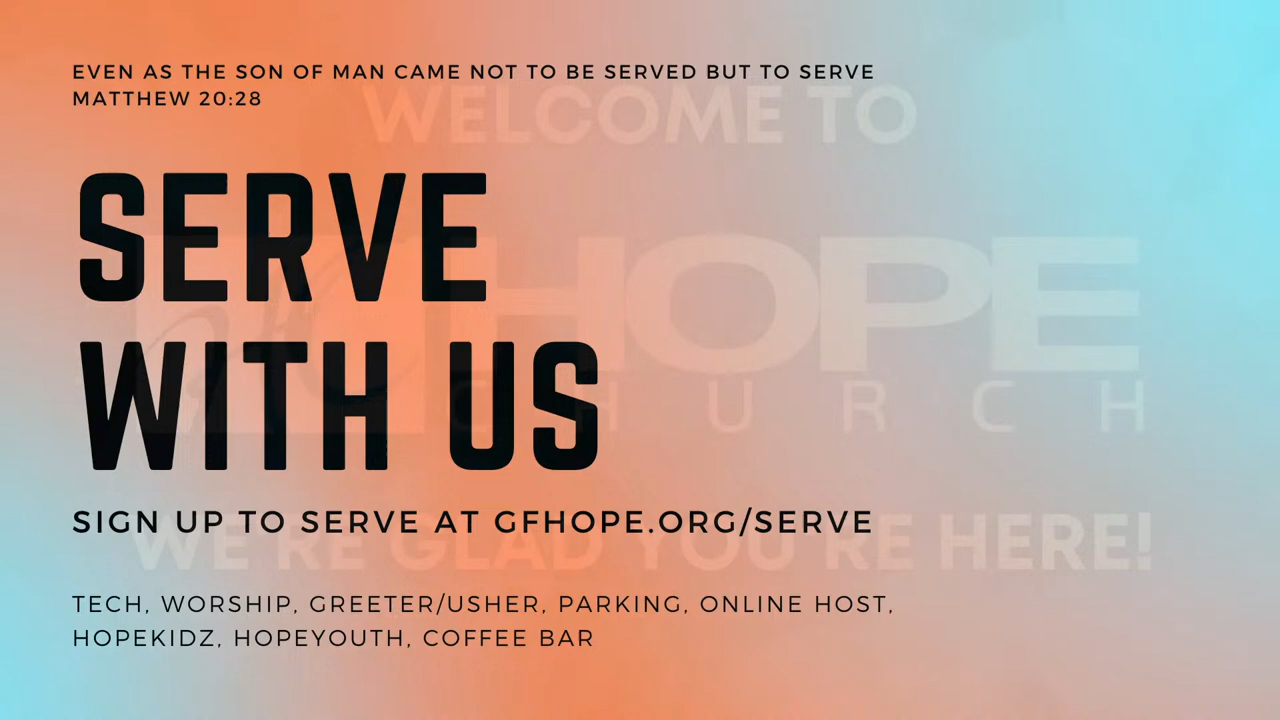 EVEN AS THE SON OF MAN CAME NOT TO BE SERVED BUT TO SERVE
MATTHEW 20:28
WELCOME TO
SERVE
HOPE
WITH US
CHURCH
SIGN UP TO SERVE AT GFHOPE.ORG/SERVE
WE'RE GLAD YOU'RE HERE!
TECH, WORSHIP, GREETER/USHER, PARKING, ONLINE HOST,
HOPEKIDZ, HOPEYOUTH, COFFEE BAR